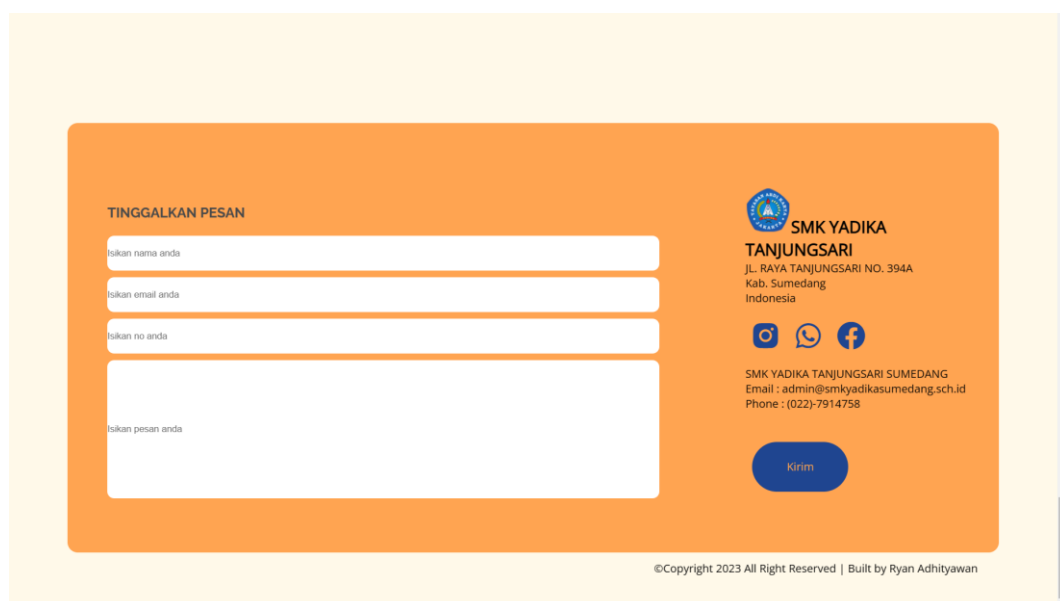 TINGGALKAN PESAN
Isikan nama anda
Isikan email anda
Isikan no anda
Isikan pesan anda
SMK YADIKA
TANJUNGSARI
JL. RAYA TANJUNGSARI NO. 394A
Kab. Sumedang
Indonesia
SMK YADIKA TANJUNGSARI SUMEDANG
Email : admin@smkyadikasumedang.sch.id
Phone : (022)-7914758
Kirim
©Copyright 2023 All Right Reserved | Built by Ryan Adhityawan